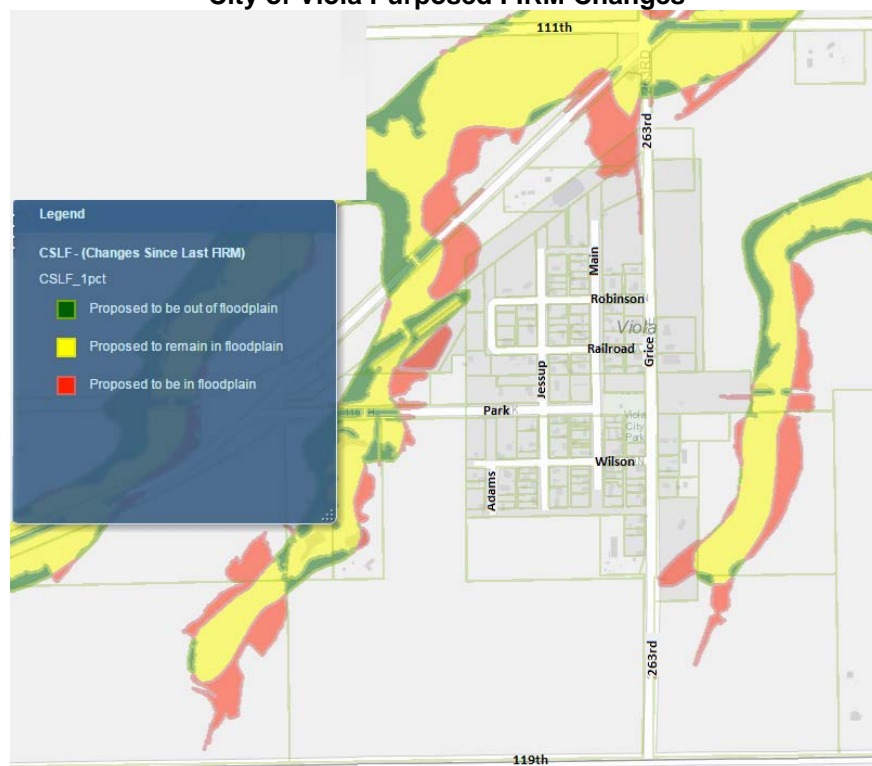 City of Viola Purposed FIRM Changes
111th
263RD
263rd
Legend
CSLF - (Changes Since Last FIRM)
CSLF_1pct
Proposed to be out of floodplain
Proposed to remain in floodplain
Proposed to be in floodplain
Main
Robinson
Viola
Railroad
Grice
Jessup
Park
Viola
City
Park
Wilson
Adams
263rd
119th